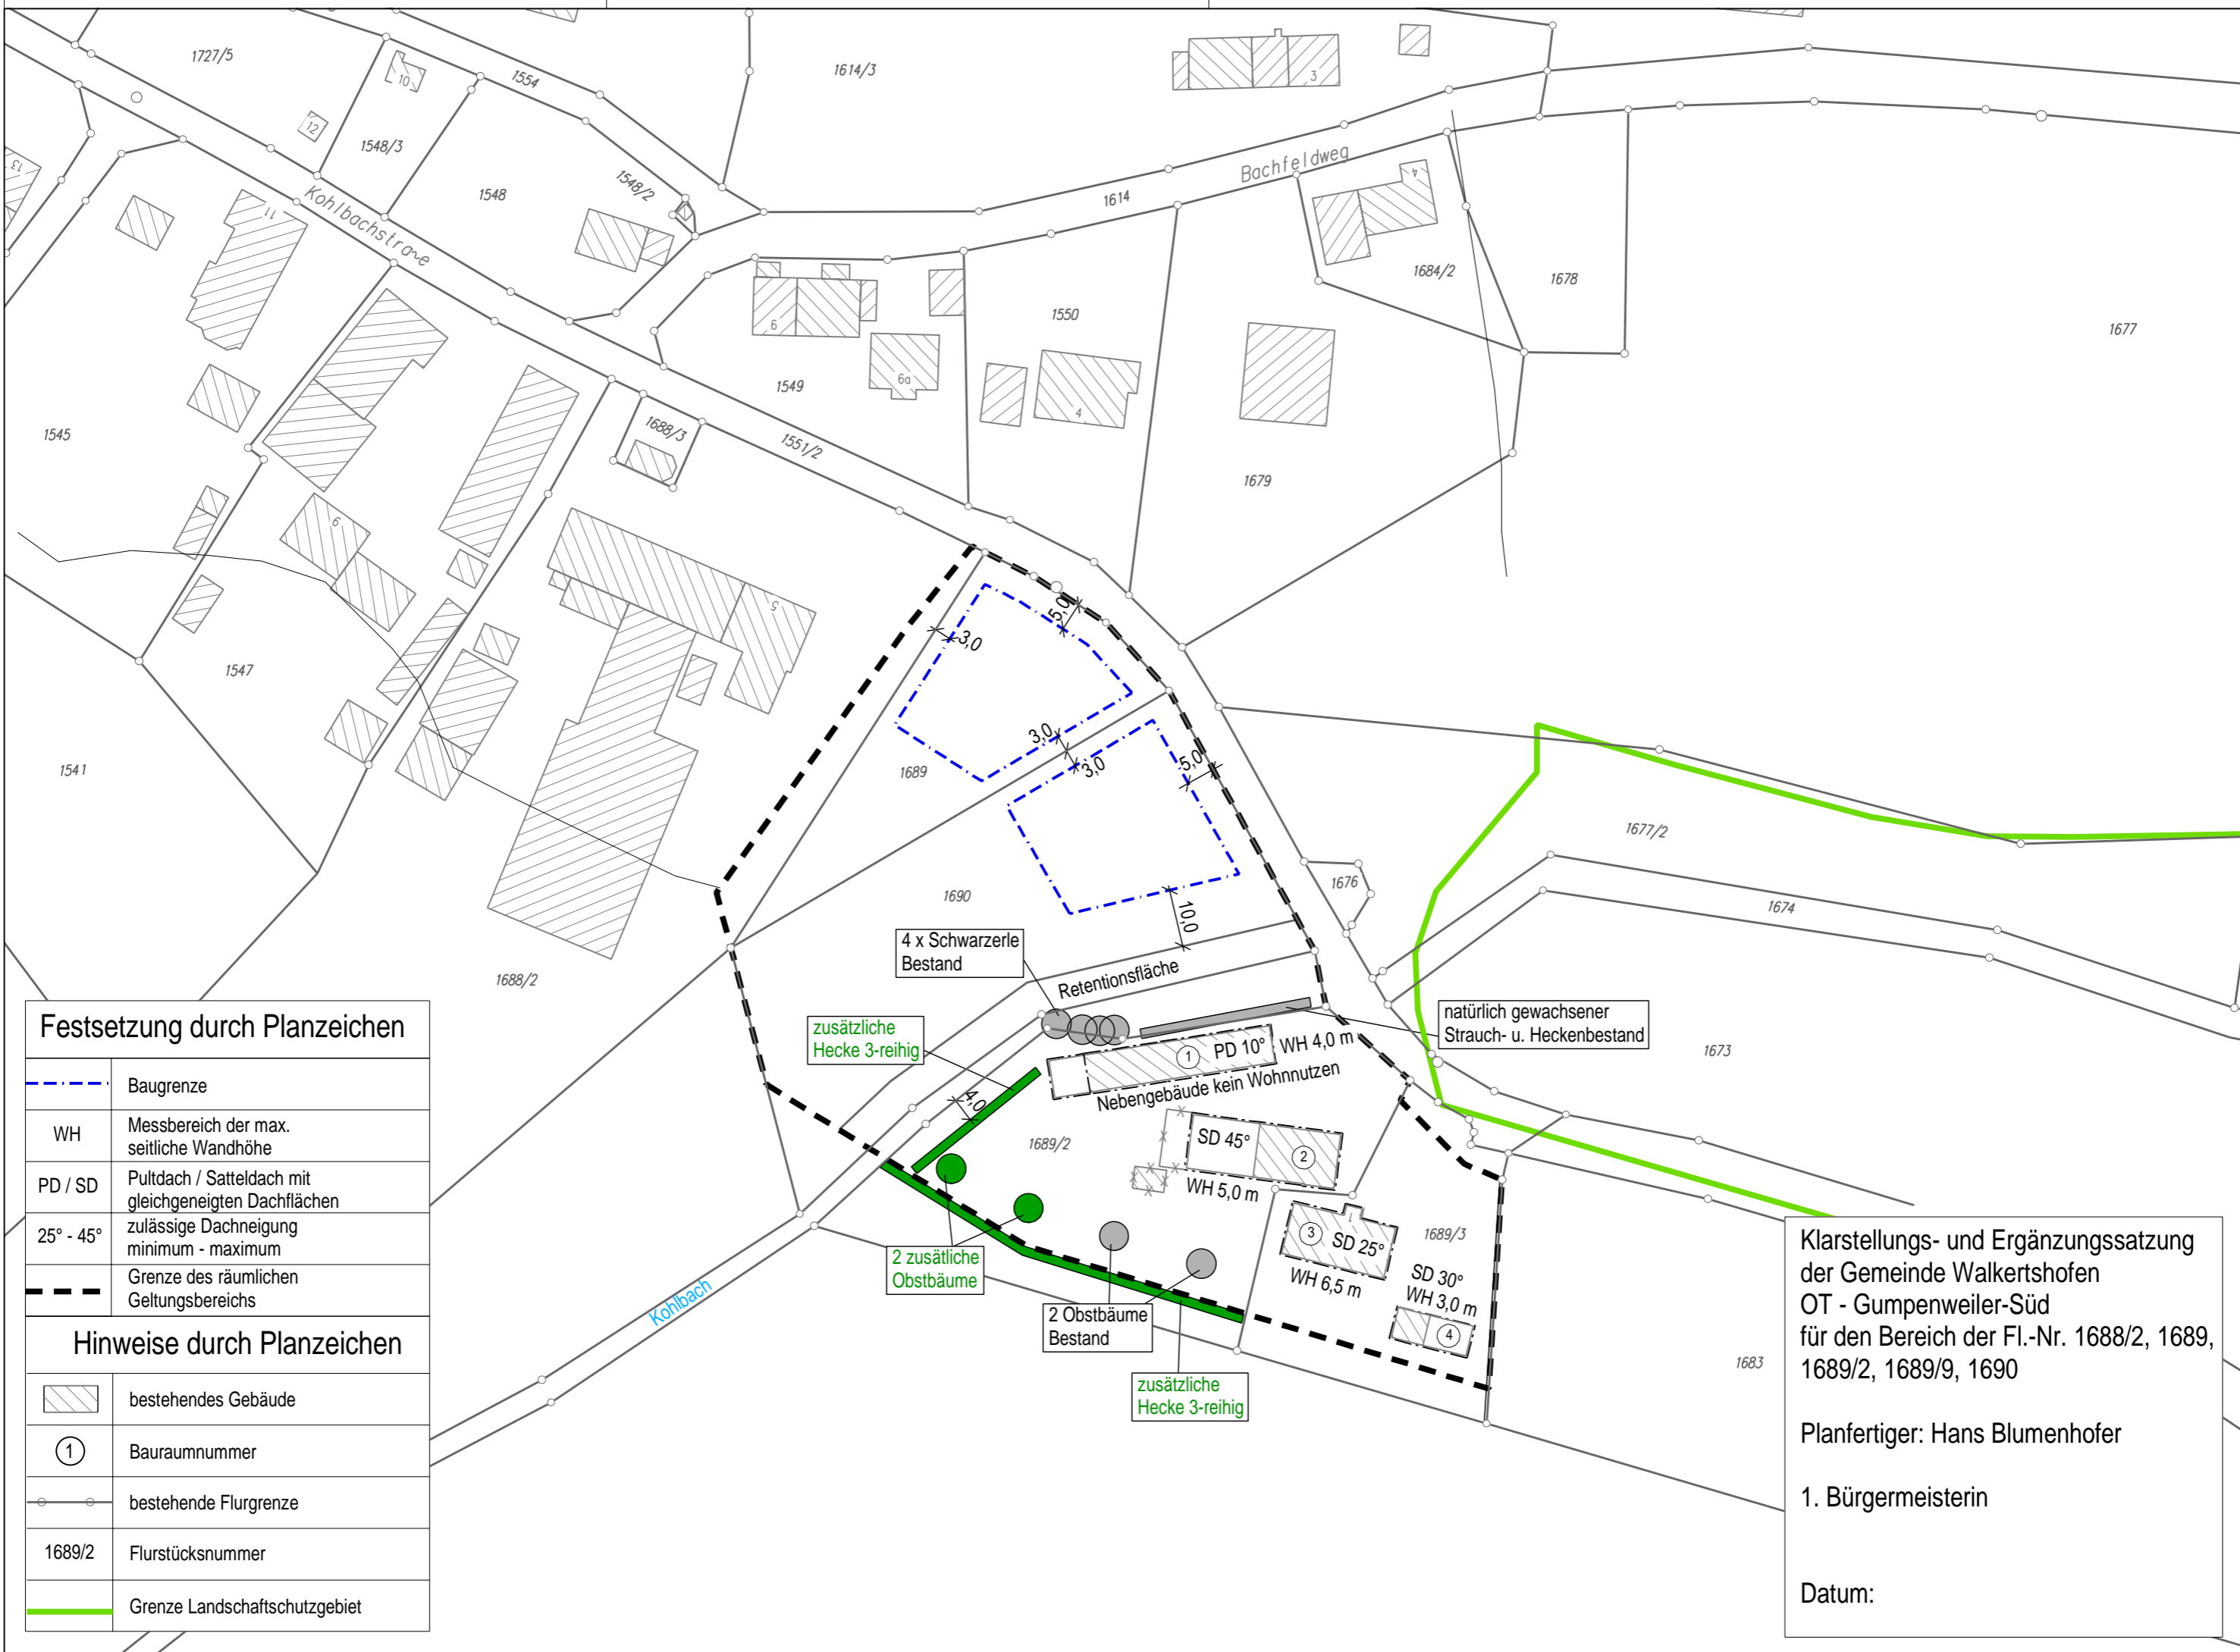 1727/5
10
12
1554
1548/3
1548
1548/2
1614/3
3
Bachfeldweg
1614
4
1684/2
1678
1677
13
11
Kohlbachstraße
6
6a
1549
1550
4
1545
1688/3
1551/2
1679
6
5
1547
1541
5,0
3,0
3,0
3,0
5,0
1689
1690
10,0
1677/2
1676
1674
1673
1688/2
4 x Schwarzerle
Bestand
Retentionsfläche
natürlich gewachsener
Strauch- u. Heckenbestand
zusätzliche
Hecke 3-reihig
1
PD 10°
WH 4,0 m
Nebengebäude kein Wohnnutzen
4,0
1689/2
SD 45°
2
WH 5,0 m
1
3
SD 25°
WH 6,5 m
1689/3
SD 30°
WH 3,0 m
4
2 zusätliche
Obstbäume
2 Obstbäume
Bestand
zusätzliche
Hecke 3-reihig
Kohlbach
1683
Festsetzung durch Planzeichen
Baugrenze
WH
Messbereich der max.
seitliche Wandhöhe
PD / SD
Pultdach / Satteldach mit
gleichgeneigten Dachflächen
25° - 45°
zulässige Dachneigung
minimum - maximum
Grenze des räumlichen
Geltungsbereichs
Hinweise durch Planzeichen
bestehendes Gebäude
1
Bauraumnummer
bestehende Flurgrenze
1689/2
Flurstücksnummer
Grenze Landschaftschutzgebiet
Klarstellungs- und Ergänzungssatzung
der Gemeinde Walkertshofen
OT - Gumpenweiler-Süd
für den Bereich der Fl.-Nr. 1688/2, 1689,
1689/2, 1689/9, 1690
Planfertiger: Hans Blumenhofer
1. Bürgermeisterin
Datum: